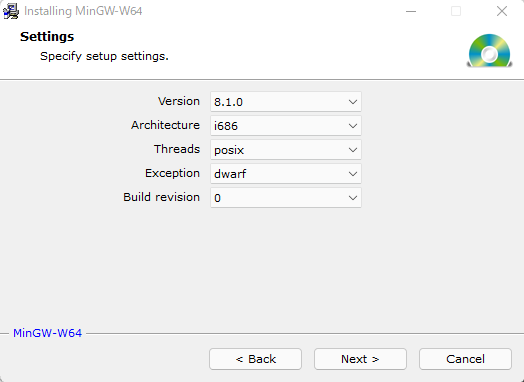 Installing MinGW-W64
Settings
Specify setup settings.
Version 8.1.0
Architecture i686
Threads posix
Exception dwarf
Build revision 0
MinGW-W64
< Back Next > Cancel